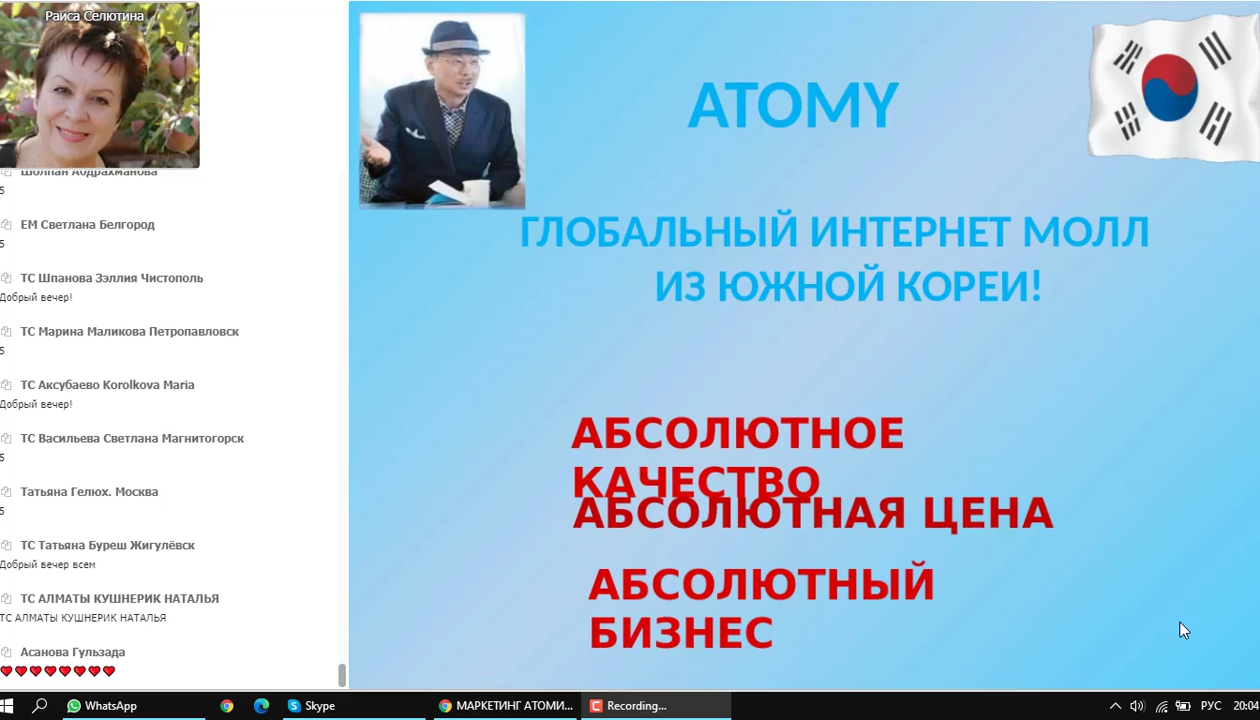 Раиса Селютина
Шолпан Абдрахманова
5
ЕМ Светлана Белгород
5
ТС Шпанова Зэллия Чистополь
Добрый вечер!
ТС Марина Маликова Петропавловск
5
ТС Аксубаево Korolkova Maria
Добрый вечер!
ТС Васильева Светлана Магнитогорск
5
Татьяна Гелюх. Москва
5
ТС Татьяна Буреш Жигулёвск
Добрый вечер всем
ТС АЛМАТЫ КУШНЕРИК НАТАЛЬЯ
ТС АЛМАТЫ КУШНЕРИК НАТАЛЬЯ
Асанова Гульзада
ATOMY
ГЛОБАЛЬНЫЙ ИНТЕРНЕТ МОЛЛ
ИЗ ЮЖНОЙ КОРЕИ!
АБСОЛЮТНОЕ
КАЧЕСТВО
АБСОЛЮТНАЯ ЦЕНА
АБСОЛЮТНЫЙ
БИЗНЕС
WhatsApp
Skype
МАРКЕТИНГ АТОМИ...
Recording...
РУС
20:04